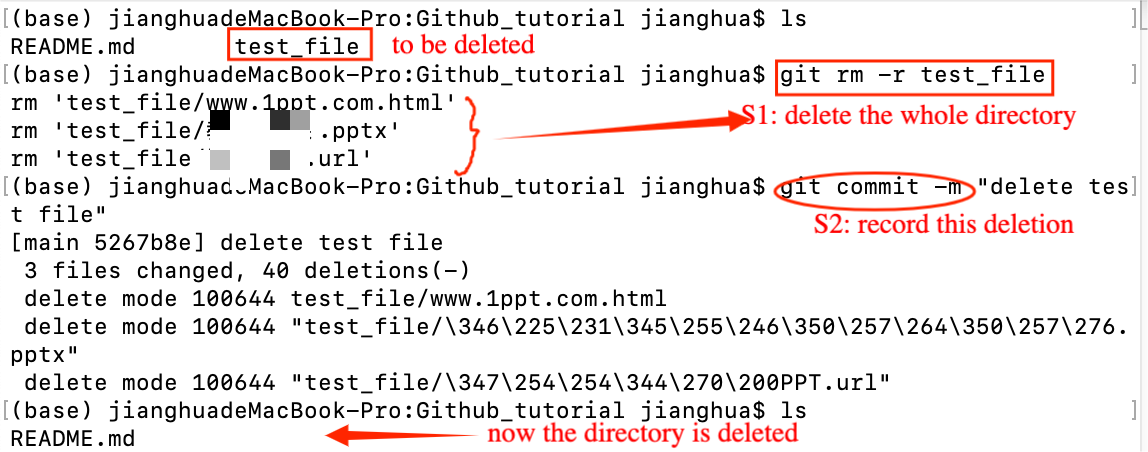 [(base) jianghuadeMacBook-Pro:Github_tutorial jianghua$ ls ]
README.md test_file to be deleted
[(base) jianghuadeMacBook-Pro:Github_tutorial jianghua$ git rm -r test_file ]
rm 'test_file/www.1ppt.com.html'
S1: delete the whole directory
rm 'test_file/ .pptx'
rm 'test_file .url'
[(base) jianghuadeMacBook-Pro:Github_tutorial jianghua$ git commit -m "delete tes]
t file"
S2: record this deletion
[main 5267b8e] delete test file
 3 files changed, 40 deletions(-)
 delete mode 100644 test_file/www.1ppt.com.html
 delete mode 100644 "test_file/\346\225\231\345\255\246\350\257\264\350\257\276.
pptx"
 delete mode 100644 "test_file/\347\254\254\344\270\200PPT.url"
[(base) jianghuadeMacBook-Pro:Github_tutorial jianghua$ ls ]
README.md now the directory is deleted